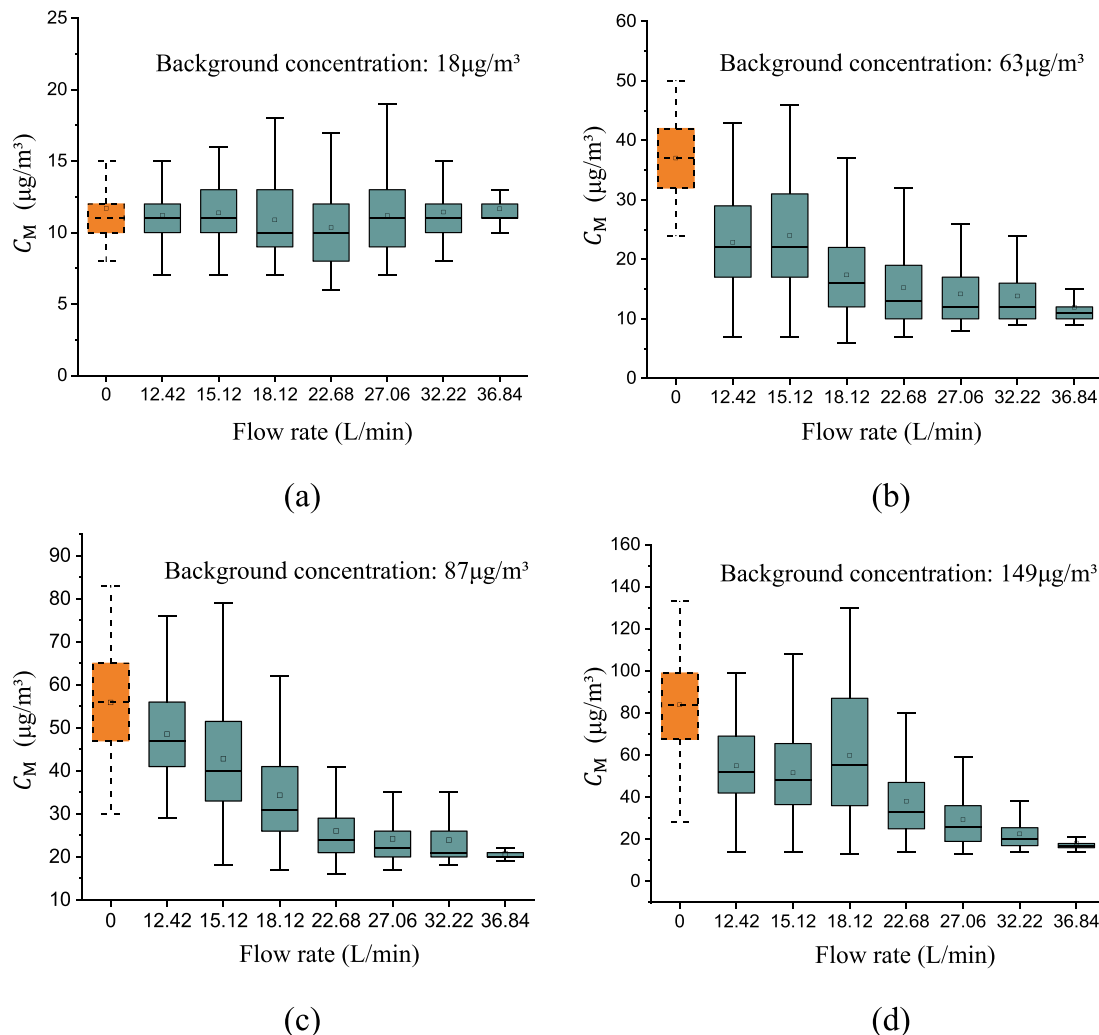 25
20
15
10
5
0
C_M (μg/m³)
Background concentration: 18μg/m³
0 12.42 15.12 18.12 22.68 27.06 32.22 36.84
Flow rate (L/min)
(a)
60
50
40
30
20
10
0
C_M (μg/m³)
Background concentration: 63μg/m³
0 12.42 15.12 18.12 22.68 27.06 32.22 36.84
Flow rate (L/min)
(b)
90
80
70
60
50
40
30
20
10
C_M (μg/m³)
Background concentration: 87μg/m³
0 12.42 15.12 18.12 22.68 27.06 32.22 36.84
Flow rate (L/min)
(c)
160
140
120
100
80
60
40
20
0
C_M (μg/m³)
Background concentration: 149μg/m³
0 12.42 15.12 18.12 22.68 27.06 32.22 36.84
Flow rate (L/min)
(d)